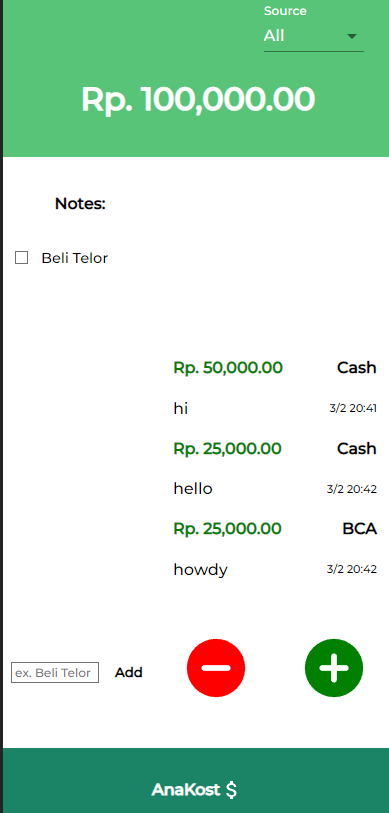 Source
All
Rp. 100,000.00
Notes:
Beli Telor
Rp. 50,000.00 Cash
hi 3/2 20:41
Rp. 25,000.00 Cash
hello 3/2 20:42
Rp. 25,000.00 BCA
howdy 3/2 20:42
ex. Beli Telor Add
AnaKost $